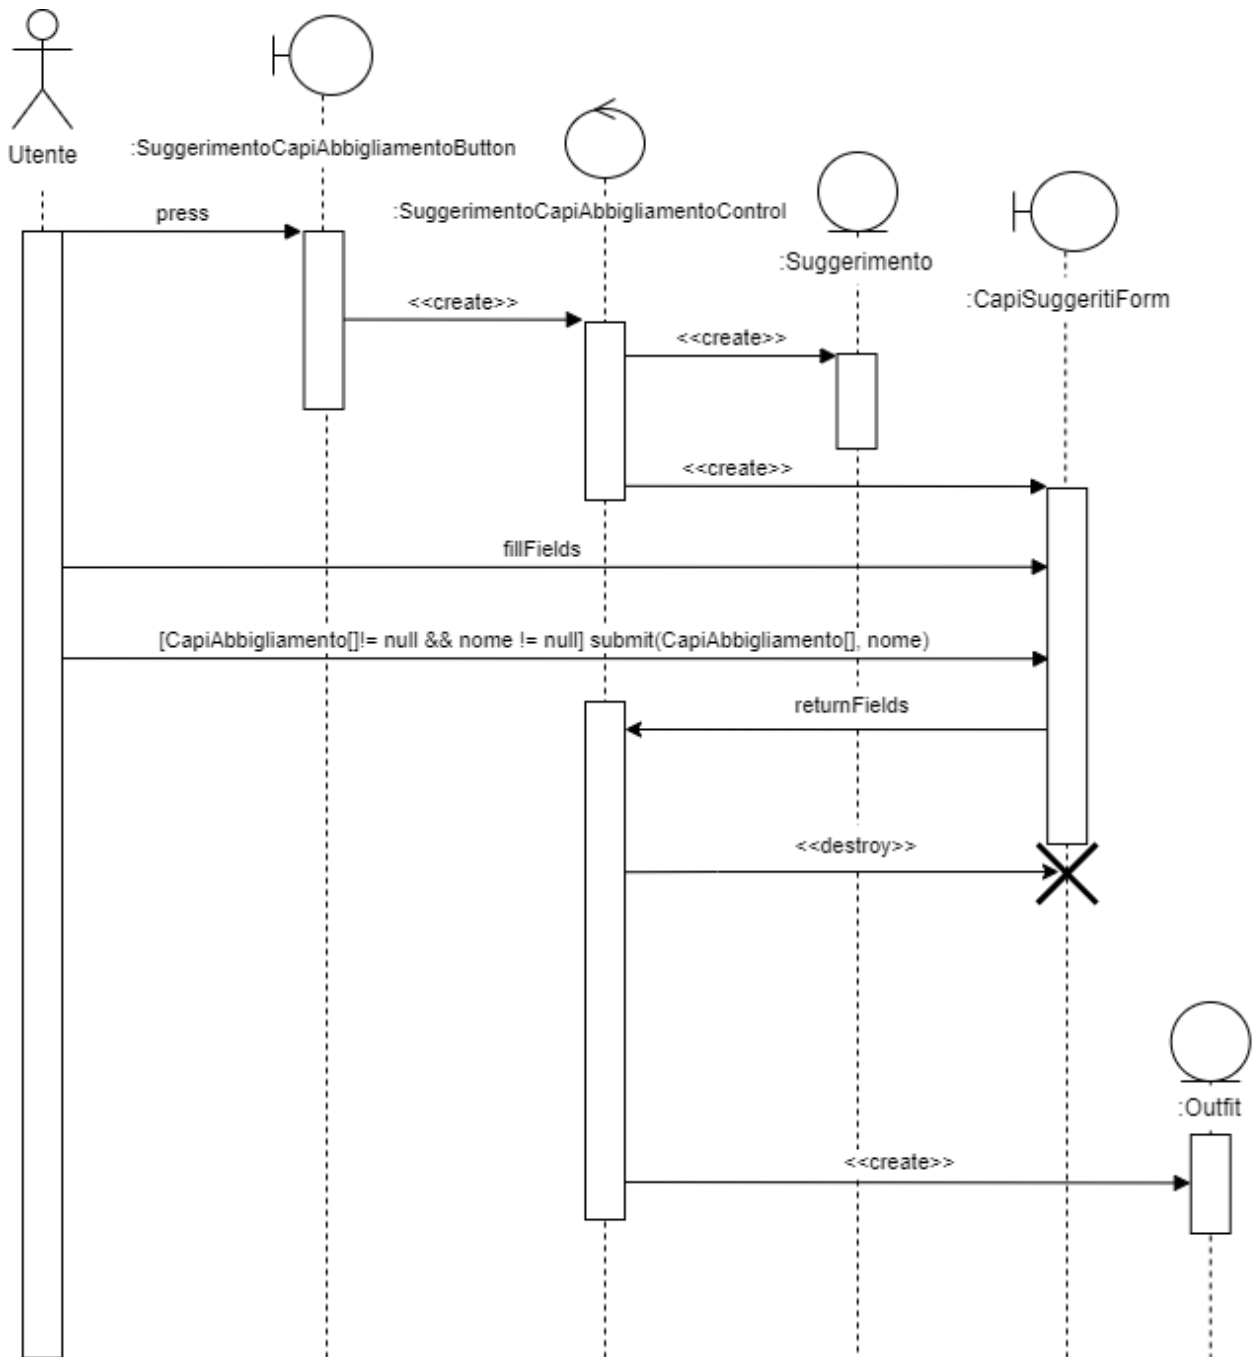 Utente
:SuggerimentoCapiAbbigliamentoButton
:SuggerimentoCapiAbbigliamentoControl
:Suggerimento
:CapiSuggeritiForm
press
<<create>>
<<create>>
<<create>>
fillFields
[CapiAbbigliamento[]!= null && nome != null] submit(CapiAbbigliamento[], nome)
returnFields
<<destroy>>
:Outfit
<<create>>